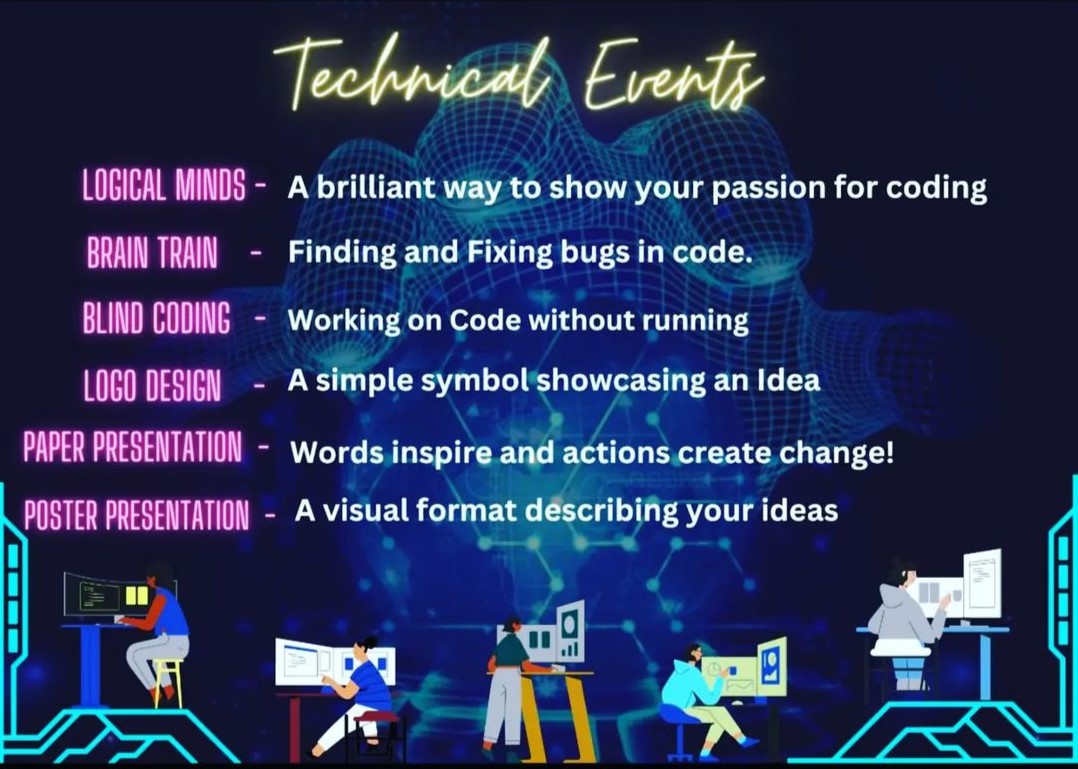 Technical Events
LOGICAL MINDS - A brilliant way to show your passion for coding
BRAIN TRAIN - Finding and Fixing bugs in code.
BLIND CODING - Working on Code without running
LOGO DESIGN - A simple symbol showcasing an Idea
PAPER PRESENTATION - Words inspire and actions create change!
POSTER PRESENTATION - A visual format describing your ideas